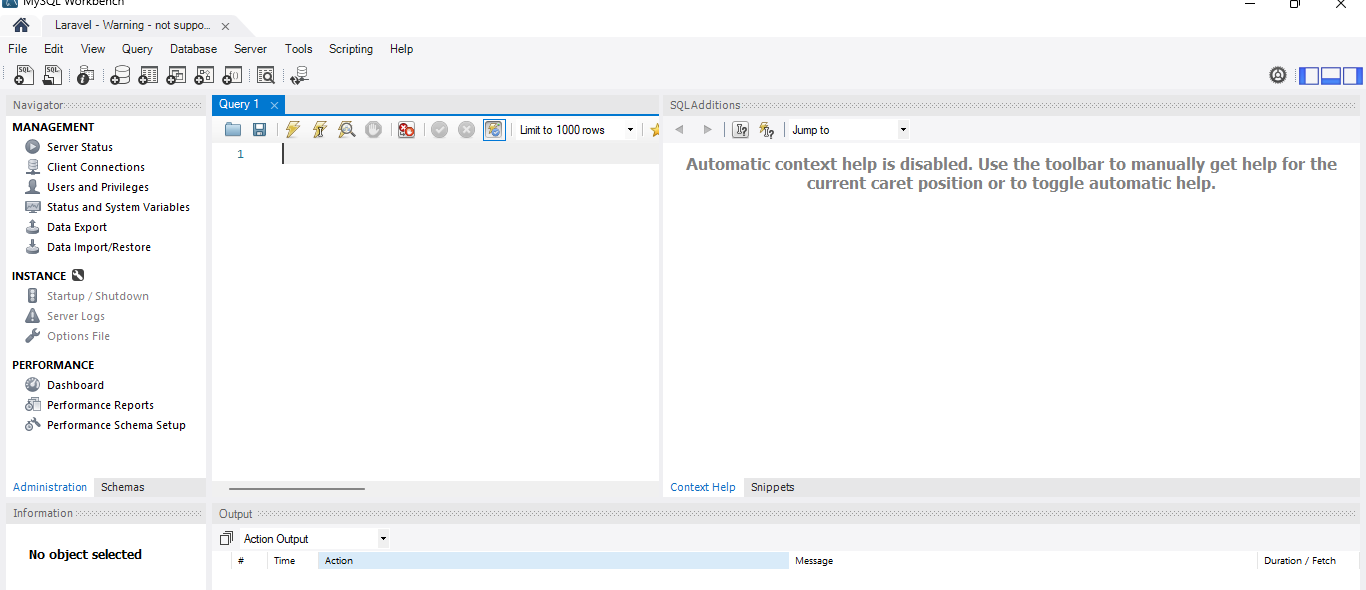 MySQL Workbench
Laravel - Warning - not suppo...
File Edit View Query Database Server Tools Scripting Help
Navigator
MANAGEMENT
Server Status
Client Connections
Users and Privileges
Status and System Variables
Data Export
Data Import/Restore
INSTANCE
Startup / Shutdown
Server Logs
Options File
PERFORMANCE
Dashboard
Performance Reports
Performance Schema Setup
Administration Schemas
Information
No object selected
Query 1
Limit to 1000 rows
1
SQLAdditions
Jump to
Automatic context help is disabled. Use the toolbar to manually get help for the
current caret position or to toggle automatic help.
Context Help Snippets
Output
Action Output
# Time Action Message Duration / Fetch